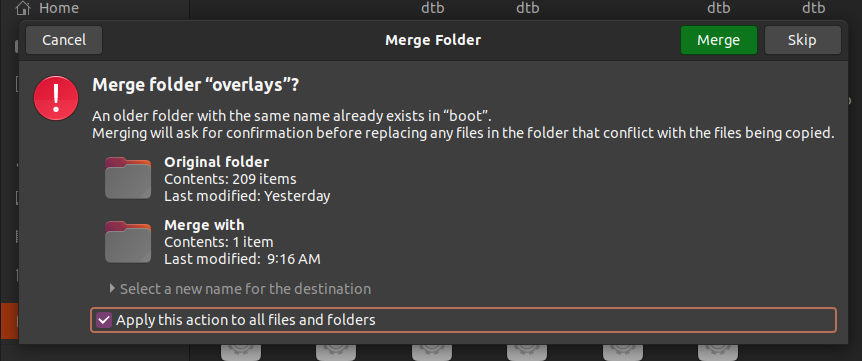 Home
dtb
dtb
dtb
dtb
Cancel
Merge Folder
Merge
Skip
Merge folder “overlays”?
An older folder with the same name already exists in “boot”.
Merging will ask for confirmation before replacing any files in the folder that conflict with the files being copied.
Original folder
Contents: 209 items
Last modified: Yesterday
Merge with
Contents: 1 item
Last modified: 9:16 AM
Select a new name for the destination
Apply this action to all files and folders